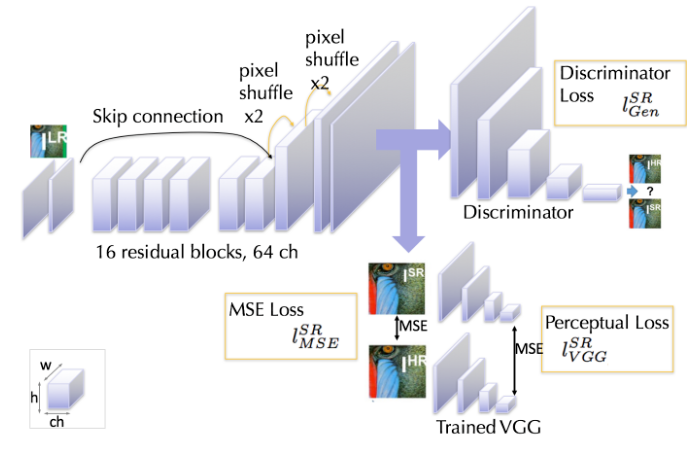 pixel
shuffle
x2
pixel
shuffle
x2
Skip connection
I^LR
16 residual blocks, 64 ch
Discriminator
Loss l^{SR}_{Gen}
I^HR
?
I^SR
Discriminator
MSE Loss
l^{SR}_{MSE}
I^SR
MSE
I^HR
MSE
Perceptual Loss
l^{SR}_{VGG}
Trained VGG
w
h
ch